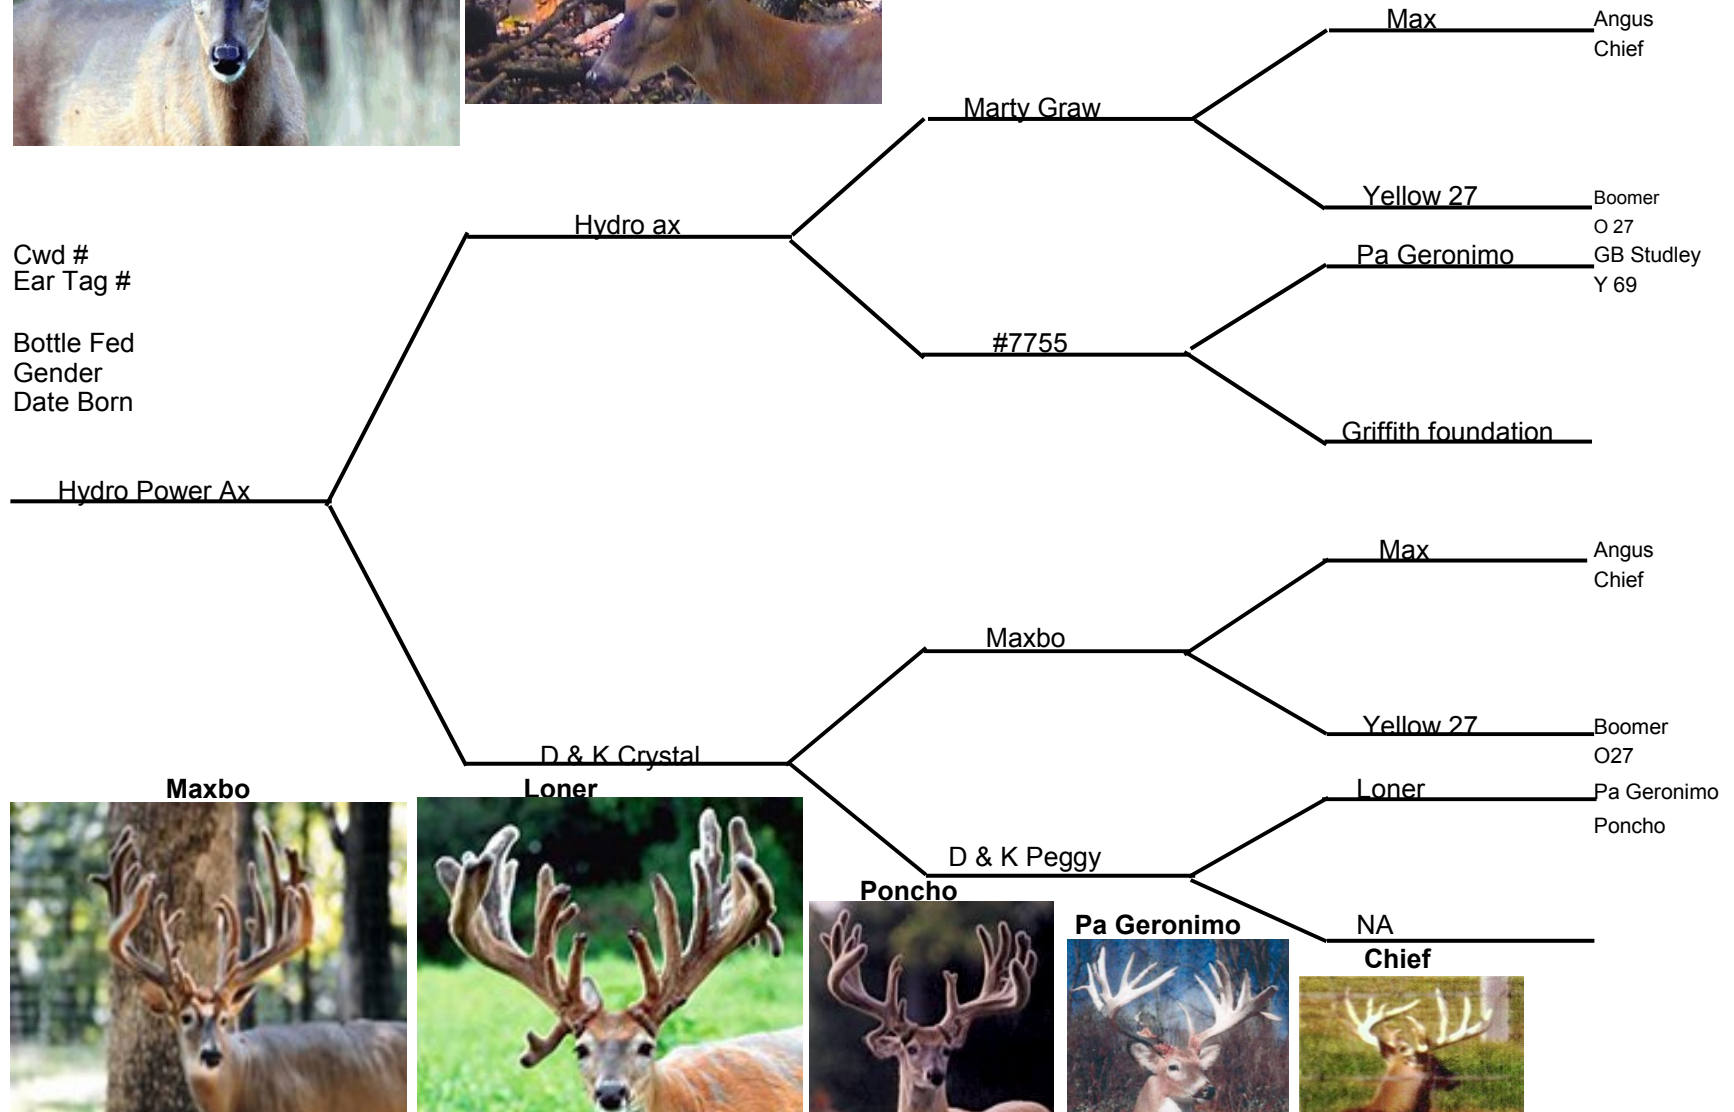 Max
Angus
Chief
Marty Graw
Yellow 27
Boomer
O 27
Hydro ax
Pa Geronimo
GB Studley
Y 69
Cwd #
Ear Tag #
#7755
Bottle Fed
Gender
Date Born
Griffith foundation
Hydro Power Ax
Max
Angus
Chief
Maxbo
Yellow 27
Boomer
O27
D & K Crystal
Loner
Pa Geronimo
Poncho
D & K Peggy
NA
Maxbo
Loner
Poncho
Pa Geronimo
Chief